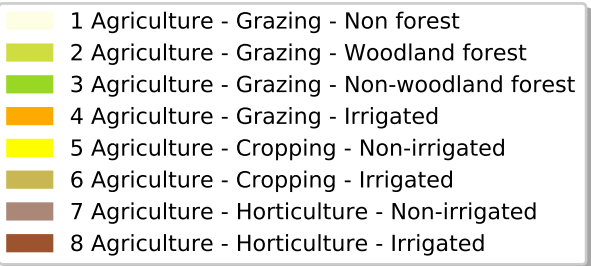 1 Agriculture - Grazing - Non forest
2 Agriculture - Grazing - Woodland forest
3 Agriculture - Grazing - Non-woodland forest
4 Agriculture - Grazing - Irrigated
5 Agriculture - Cropping - Non-irrigated
6 Agriculture - Cropping - Irrigated
7 Agriculture - Horticulture - Non-irrigated
8 Agriculture - Horticulture - Irrigated